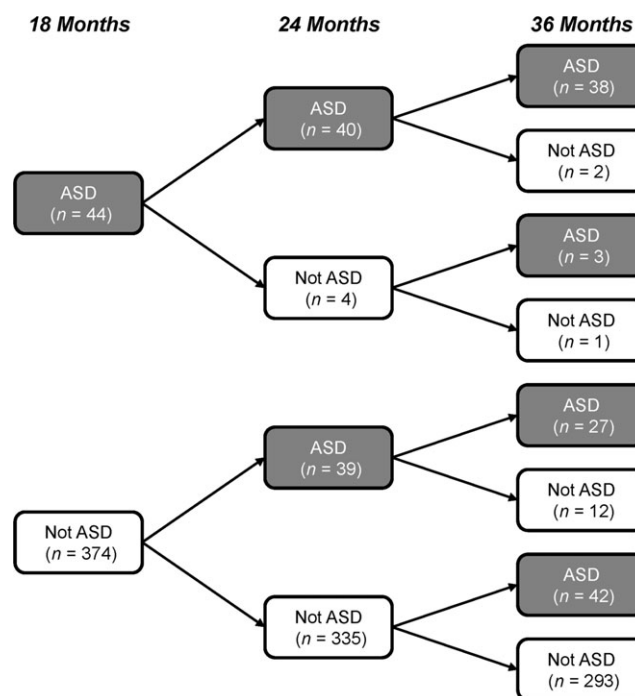 18 Months 24 Months 36 Months
ASD
(n = 38)
ASD
(n = 40)
Not ASD
(n = 2)
ASD
(n = 44)
ASD
(n = 3)
Not ASD
(n = 4)
Not ASD
(n = 1)
ASD
(n = 27)
ASD
(n = 39)
Not ASD
(n = 12)
Not ASD
(n = 374)
ASD
(n = 42)
Not ASD
(n = 335)
Not ASD
(n = 293)